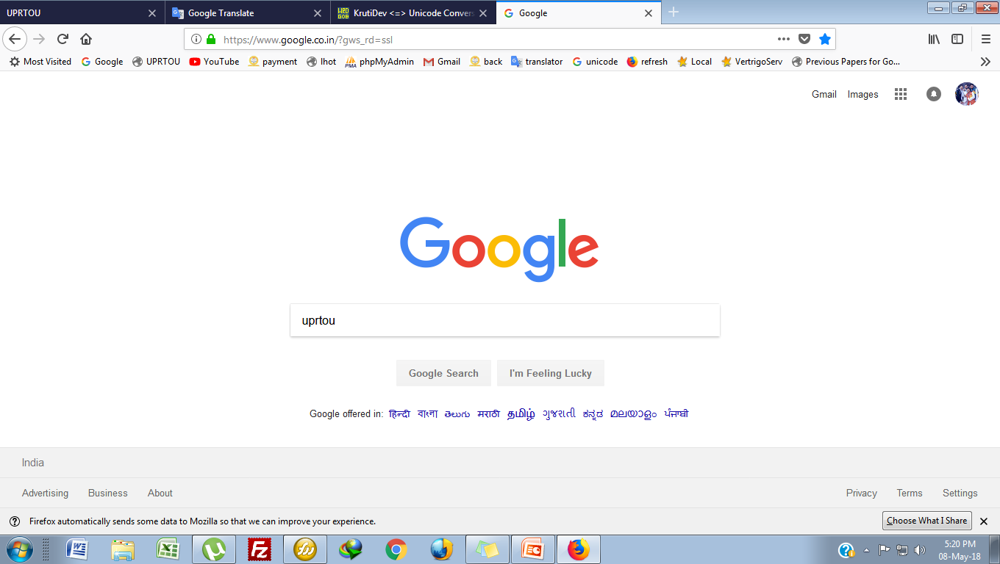 UPRTOU Google Translate KrutiDev <=> Unicode Convers Google
https://www.google.co.in/?gws_rd=ssl
Most Visited Google UPRTOU YouTube payment lhot phpMyAdmin Gmail back translator unicode refresh Local VertrigoServ Previous Papers for Go...
Gmail Images
Google
uprtou
Google Search I'm Feeling Lucky
Google offered in: हिन्दी বাংলা తెలుగు मराठी தமிழ் ગુજરાતી ಕನ್ನಡ മലയാളം ਪੰਜਾਬੀ
India
Advertising Business About Privacy Terms Settings
Firefox automatically sends some data to Mozilla so that we can improve your experience. Choose What I Share
5:20 PM
08-May-18